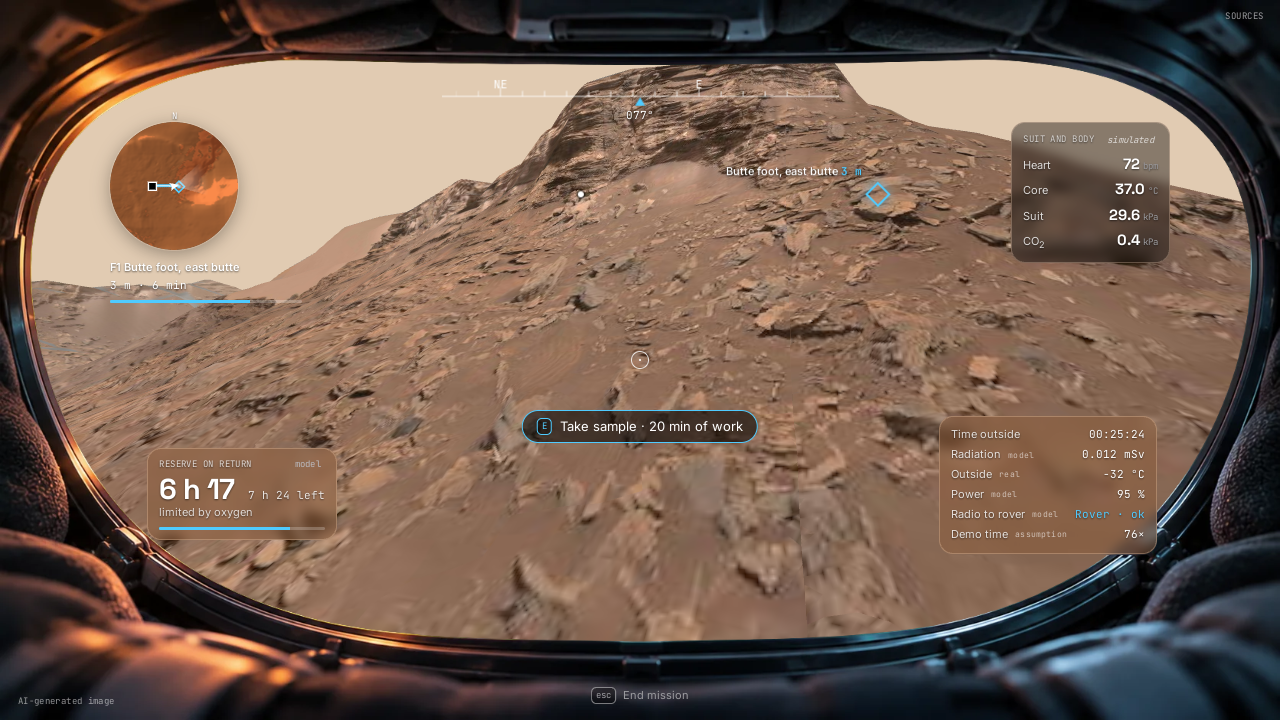 SOURCES
NE E
077°
N
F1 Butte foot, east butte
3 m · 6 min
Butte foot, east butte 3 m
SUIT AND BODY simulated
Heart 72 bpm
Core 37.0 °C
Suit 29.6 kPa
CO2 0.4 kPa
E Take sample · 20 min of work
RESERVE ON RETURN model
6 h 17 7 h 24 left
limited by oxygen
Time outside 00:25:24
Radiation model 0.012 mSv
Outside real -32 °C
Power model 95 %
Radio to rover model Rover · ok
Demo time assumption 76×
esc End mission
AI-generated image